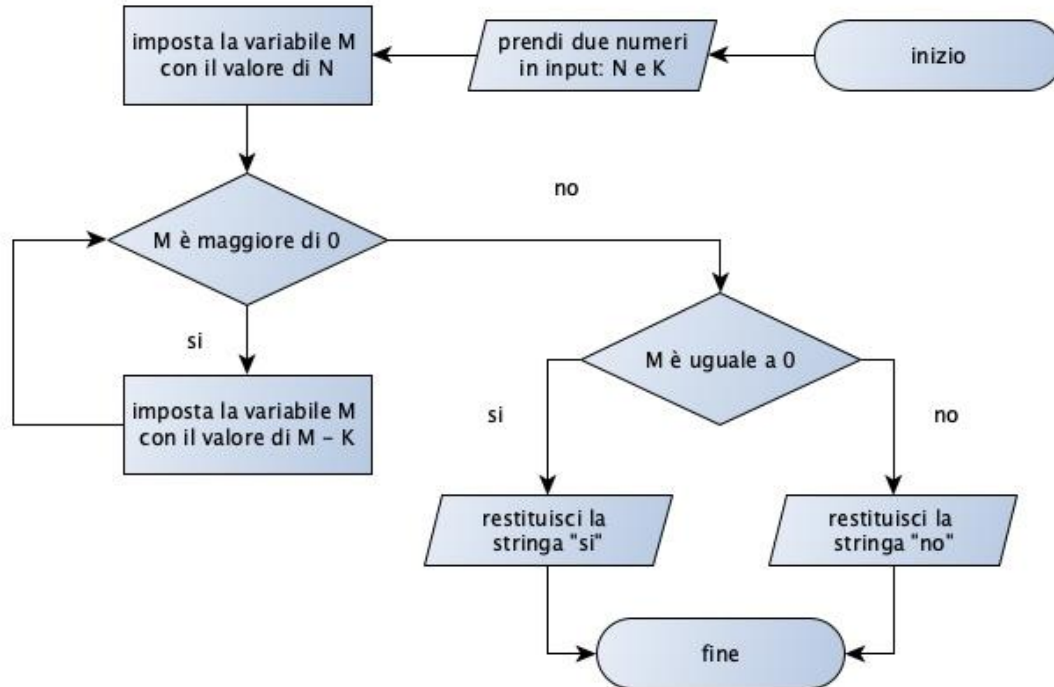 inizio
prendi due numeri
in input: N e K
imposta la variabile M
con il valore di N
M è maggiore di 0
no
si
imposta la variabile M
con il valore di M - K
M è uguale a 0
si
no
restituisci la
stringa "si"
restituisci la
stringa "no"
fine